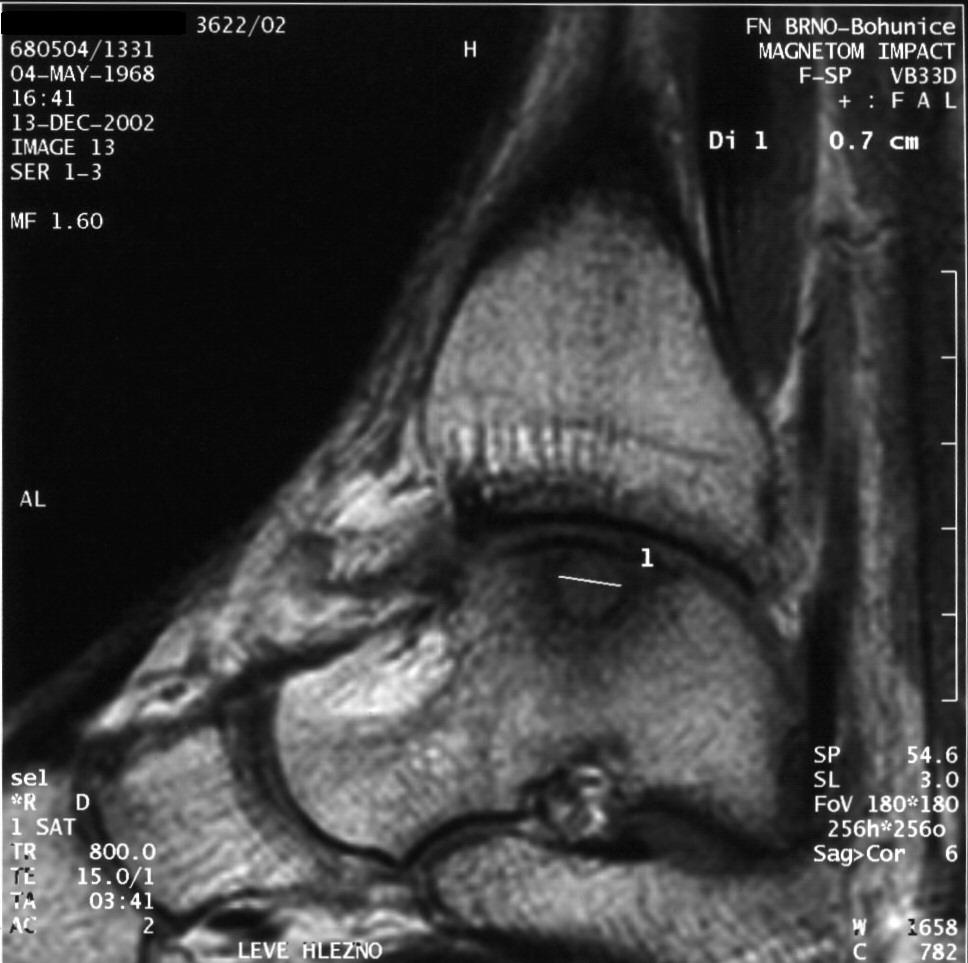 3622/02
680504/1331
04-MAY-1968
16:41
13-DEC-2002
IMAGE 13
SER 1-3
MF 1.60
H
FN BRNO-Bohunice
MAGNETOM IMPACT
F-SP VB33D
+ : F A L
Di 1 0.7 cm
AL
1
sel
*R D
1 SAT
TR 800.0
TE 15.0/1
TA 03:41
AC 2
LEVE HLEZNO
SP 54.6
SL 3.0
FoV 180*180
256h*256o
Sag>Cor 6
W 1658
C 782